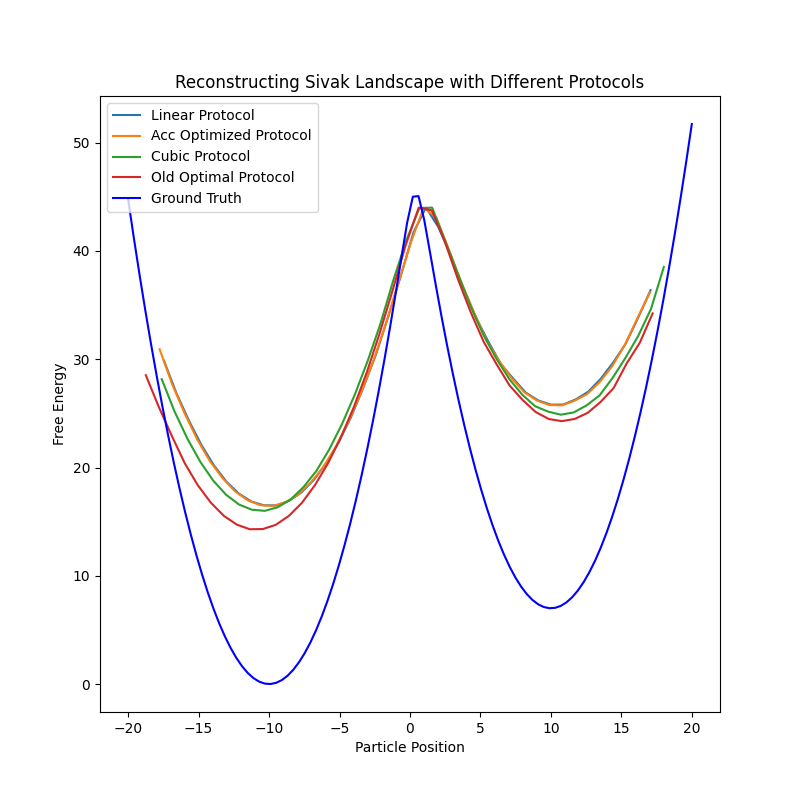 Reconstructing Sivak Landscape with Different Protocols
Linear Protocol
Acc Optimized Protocol
Cubic Protocol
Old Optimal Protocol
Ground Truth
50
40
30
20
10
0
Free Energy
−20
−15
−10
−5
0
5
10
15
20
Particle Position